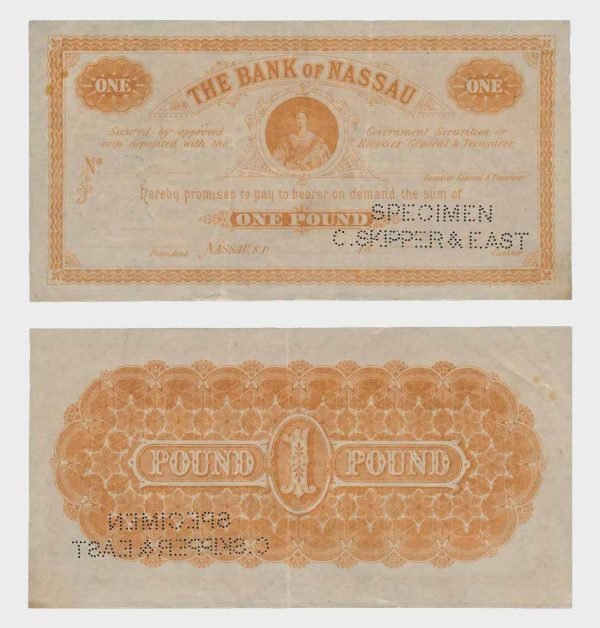 THE BANK OF NASSAU
ONE ONE
Secured by approved Government Securities or
coin deposited with the Receiver General & Treasurer
No
Receiver General & Treasurer
Hereby promises to pay to bearer on demand the sum of
ONE POUND
SPECIMEN
C. SKIPPER & EAST
President NASSAU, N.P. Cashier
POUND 1 POUND
SPECIMEN
C. SKIPPER & EAST